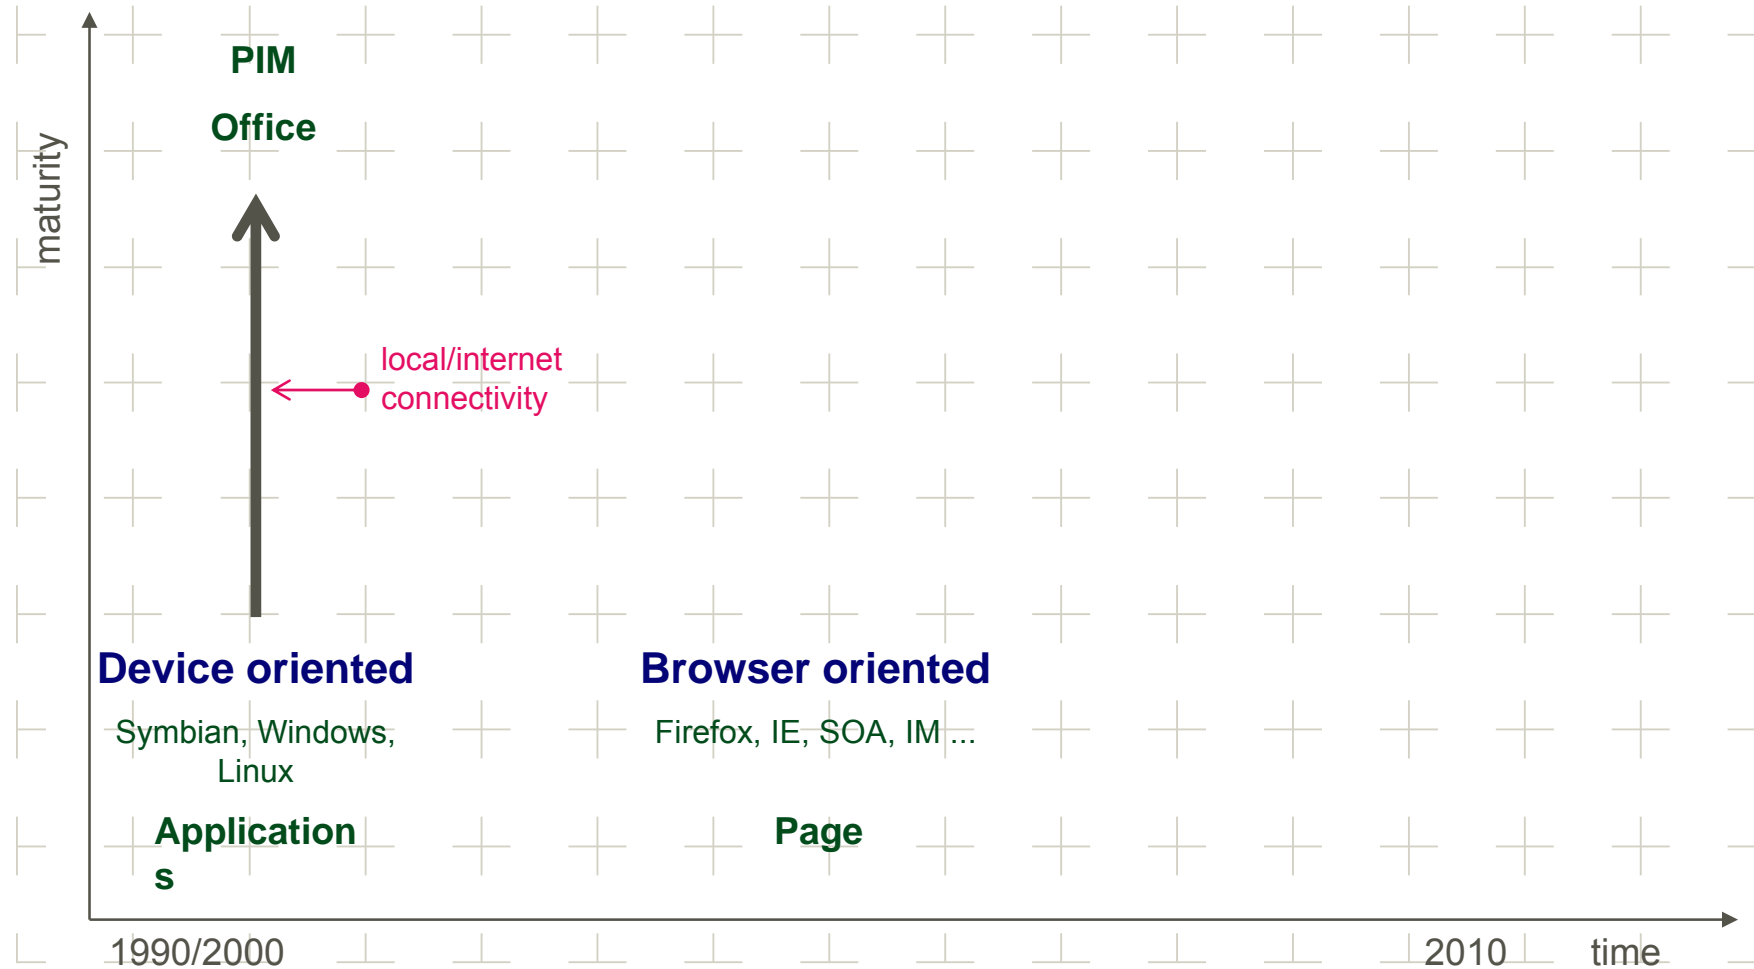 PIM
Office
maturity
local/internet
connectivity
Device oriented
Browser oriented
Symbian, Windows,
Linux
Firefox, IE, SOA, IM ...
Application
s
Page
1990/2000
2010
time